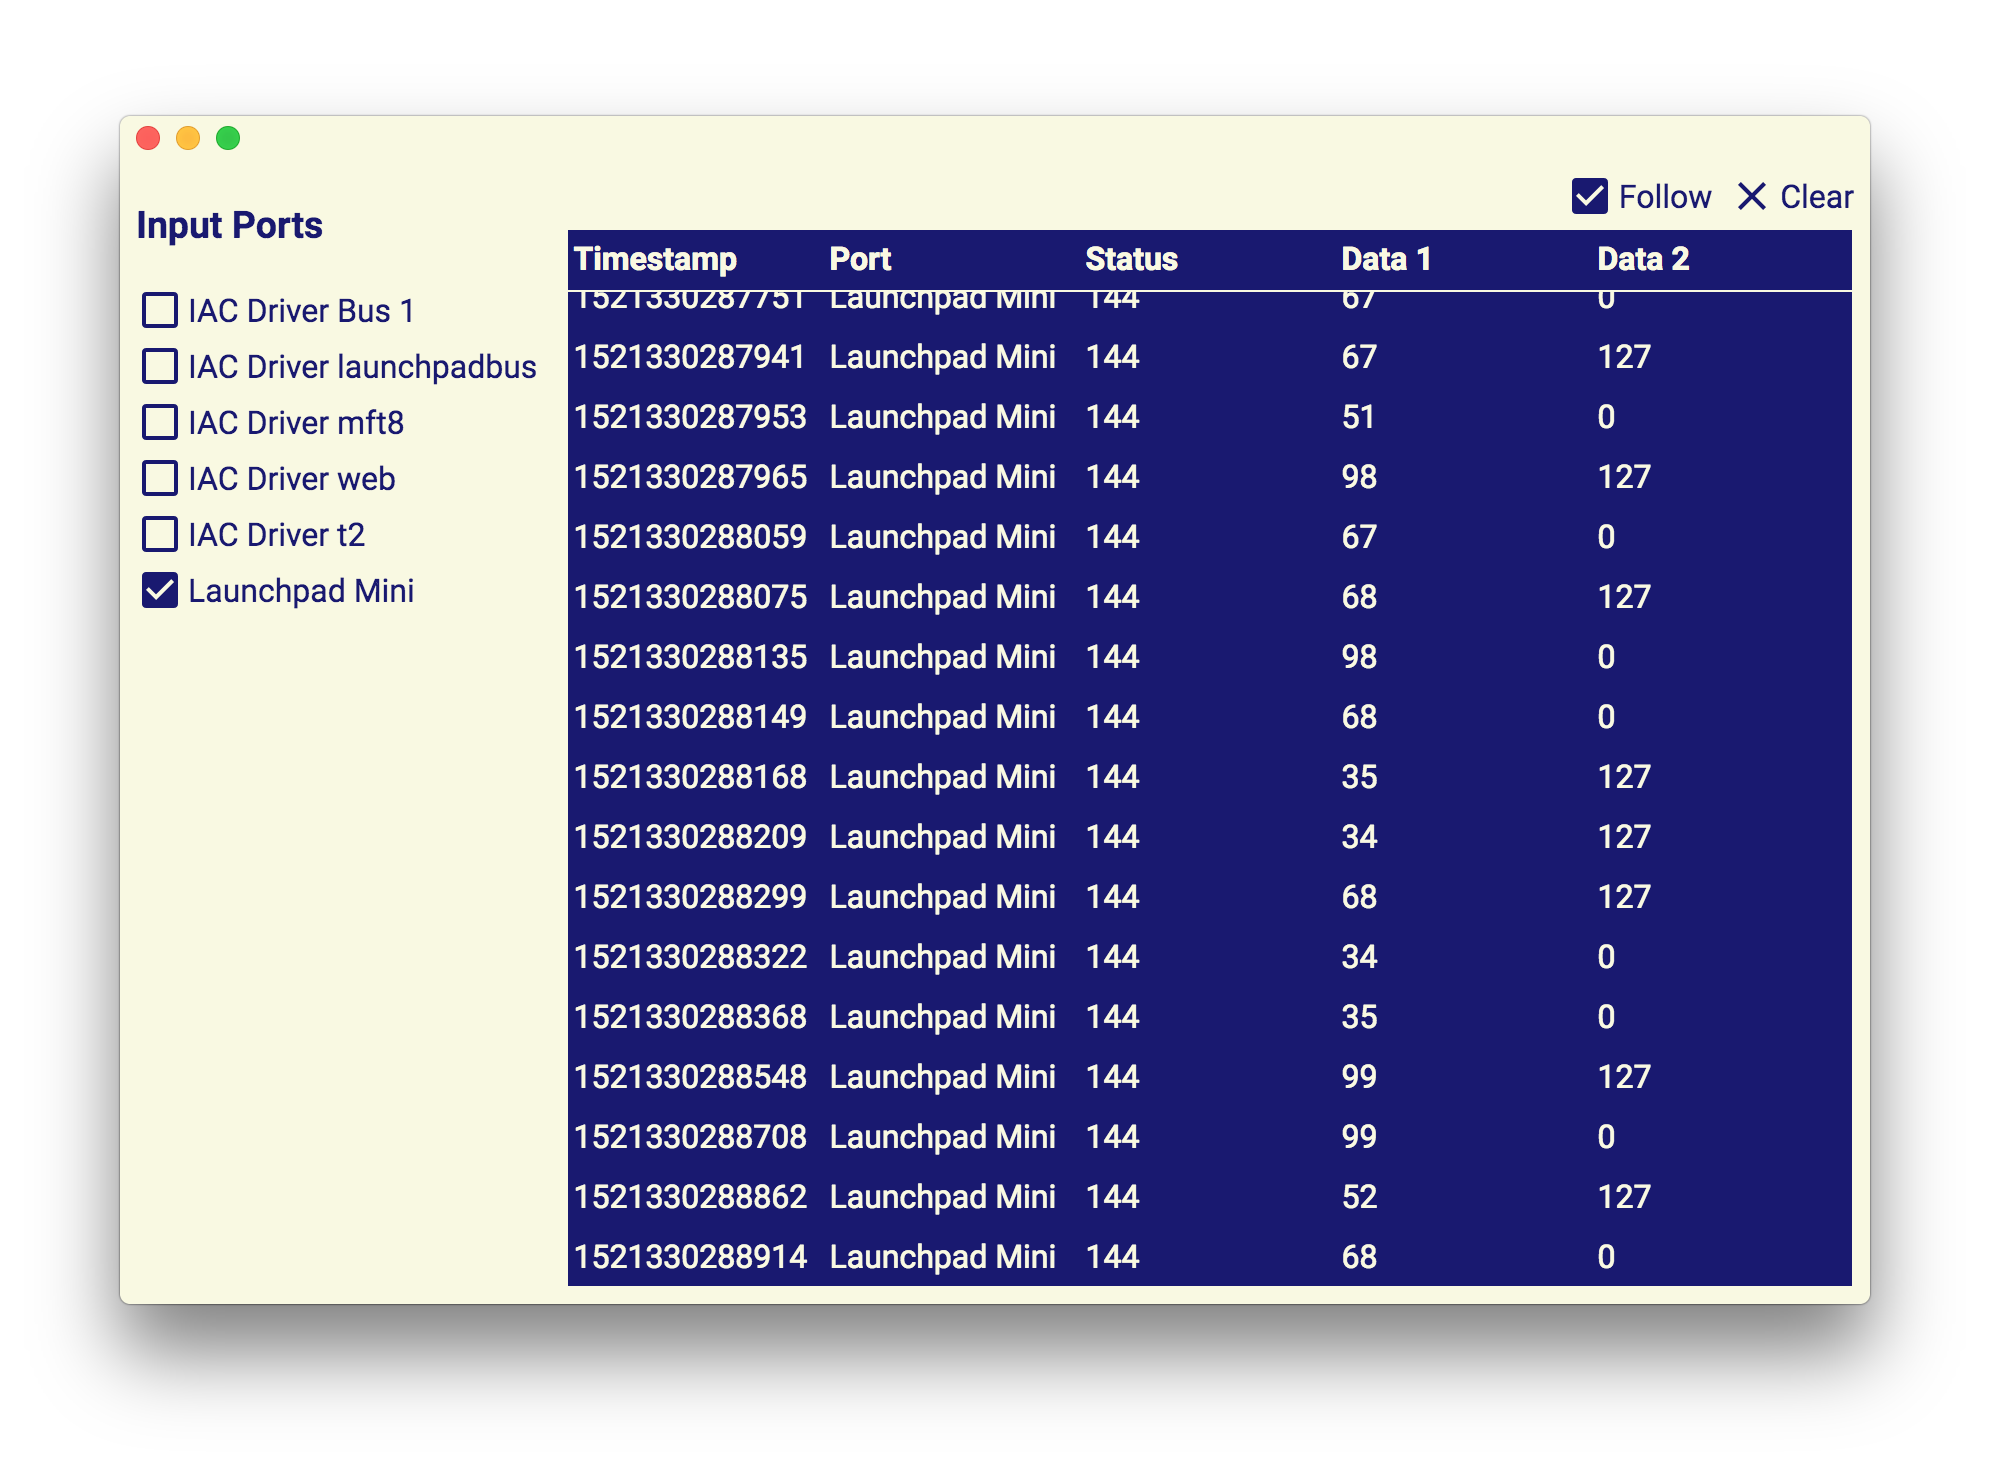 Follow Clear
Input Ports
IAC Driver Bus 1
IAC Driver launchpadbus
IAC Driver mft8
IAC Driver web
IAC Driver t2
Launchpad Mini
Timestamp Port Status Data 1 Data 2
1521330287751 Launchpad Mini 144 67 0
1521330287941 Launchpad Mini 144 67 127
1521330287953 Launchpad Mini 144 51 0
1521330287965 Launchpad Mini 144 98 127
1521330288059 Launchpad Mini 144 67 0
1521330288075 Launchpad Mini 144 68 127
1521330288135 Launchpad Mini 144 98 0
1521330288149 Launchpad Mini 144 68 0
1521330288168 Launchpad Mini 144 35 127
1521330288209 Launchpad Mini 144 34 127
1521330288299 Launchpad Mini 144 68 127
1521330288322 Launchpad Mini 144 34 0
1521330288368 Launchpad Mini 144 35 0
1521330288548 Launchpad Mini 144 99 127
1521330288708 Launchpad Mini 144 99 0
1521330288862 Launchpad Mini 144 52 127
1521330288914 Launchpad Mini 144 68 0